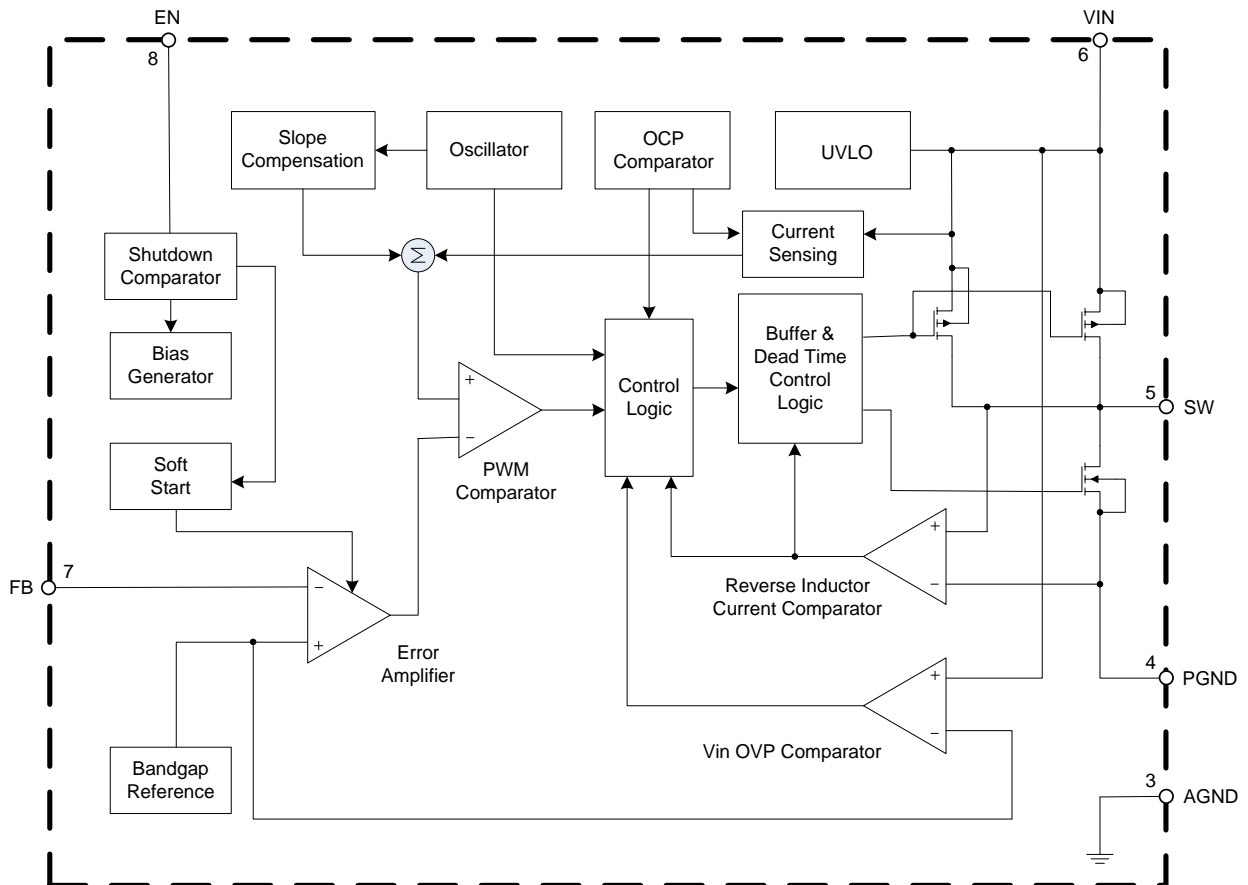 EN
8
VIN
6
Slope
Compensation
Oscillator
OCP
Comparator
UVLO
Shutdown
Comparator
Σ
Current
Sensing
Bias
Generator
Buffer &
Dead Time
Control
Logic
Control
Logic
+
−
PWM
Comparator
5
SW
Soft
Start
FB
7
−
+
Error
Amplifier
+
−
Reverse Inductor
Current Comparator
4
PGND
+
−
Vin OVP Comparator
Bandgap
Reference
3
AGND